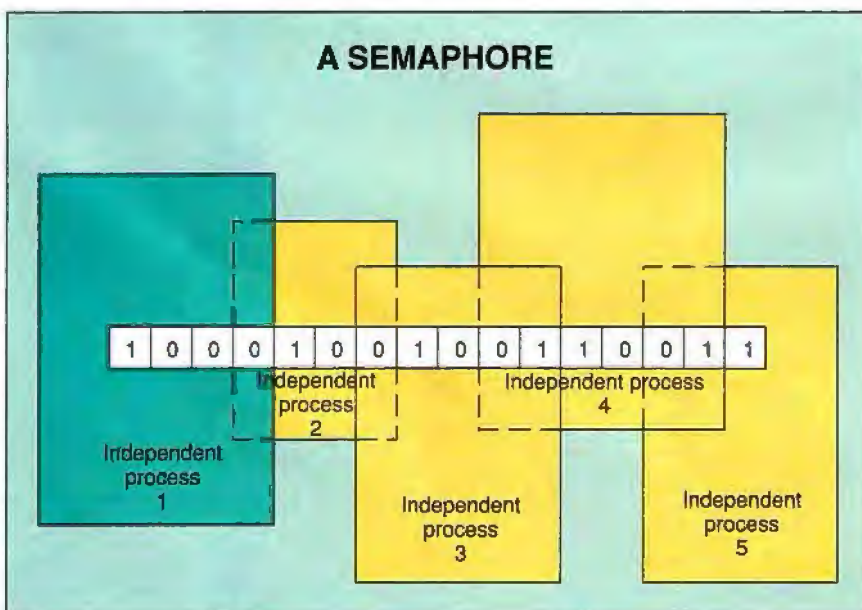 A SEMAPHORE
1 0 0 0 1 0 0 1 0 0 1 1 0 0 1 1
Independent
process
2
Independent process
4
Independent
process
1
Independent
process
3
Independent
process
5